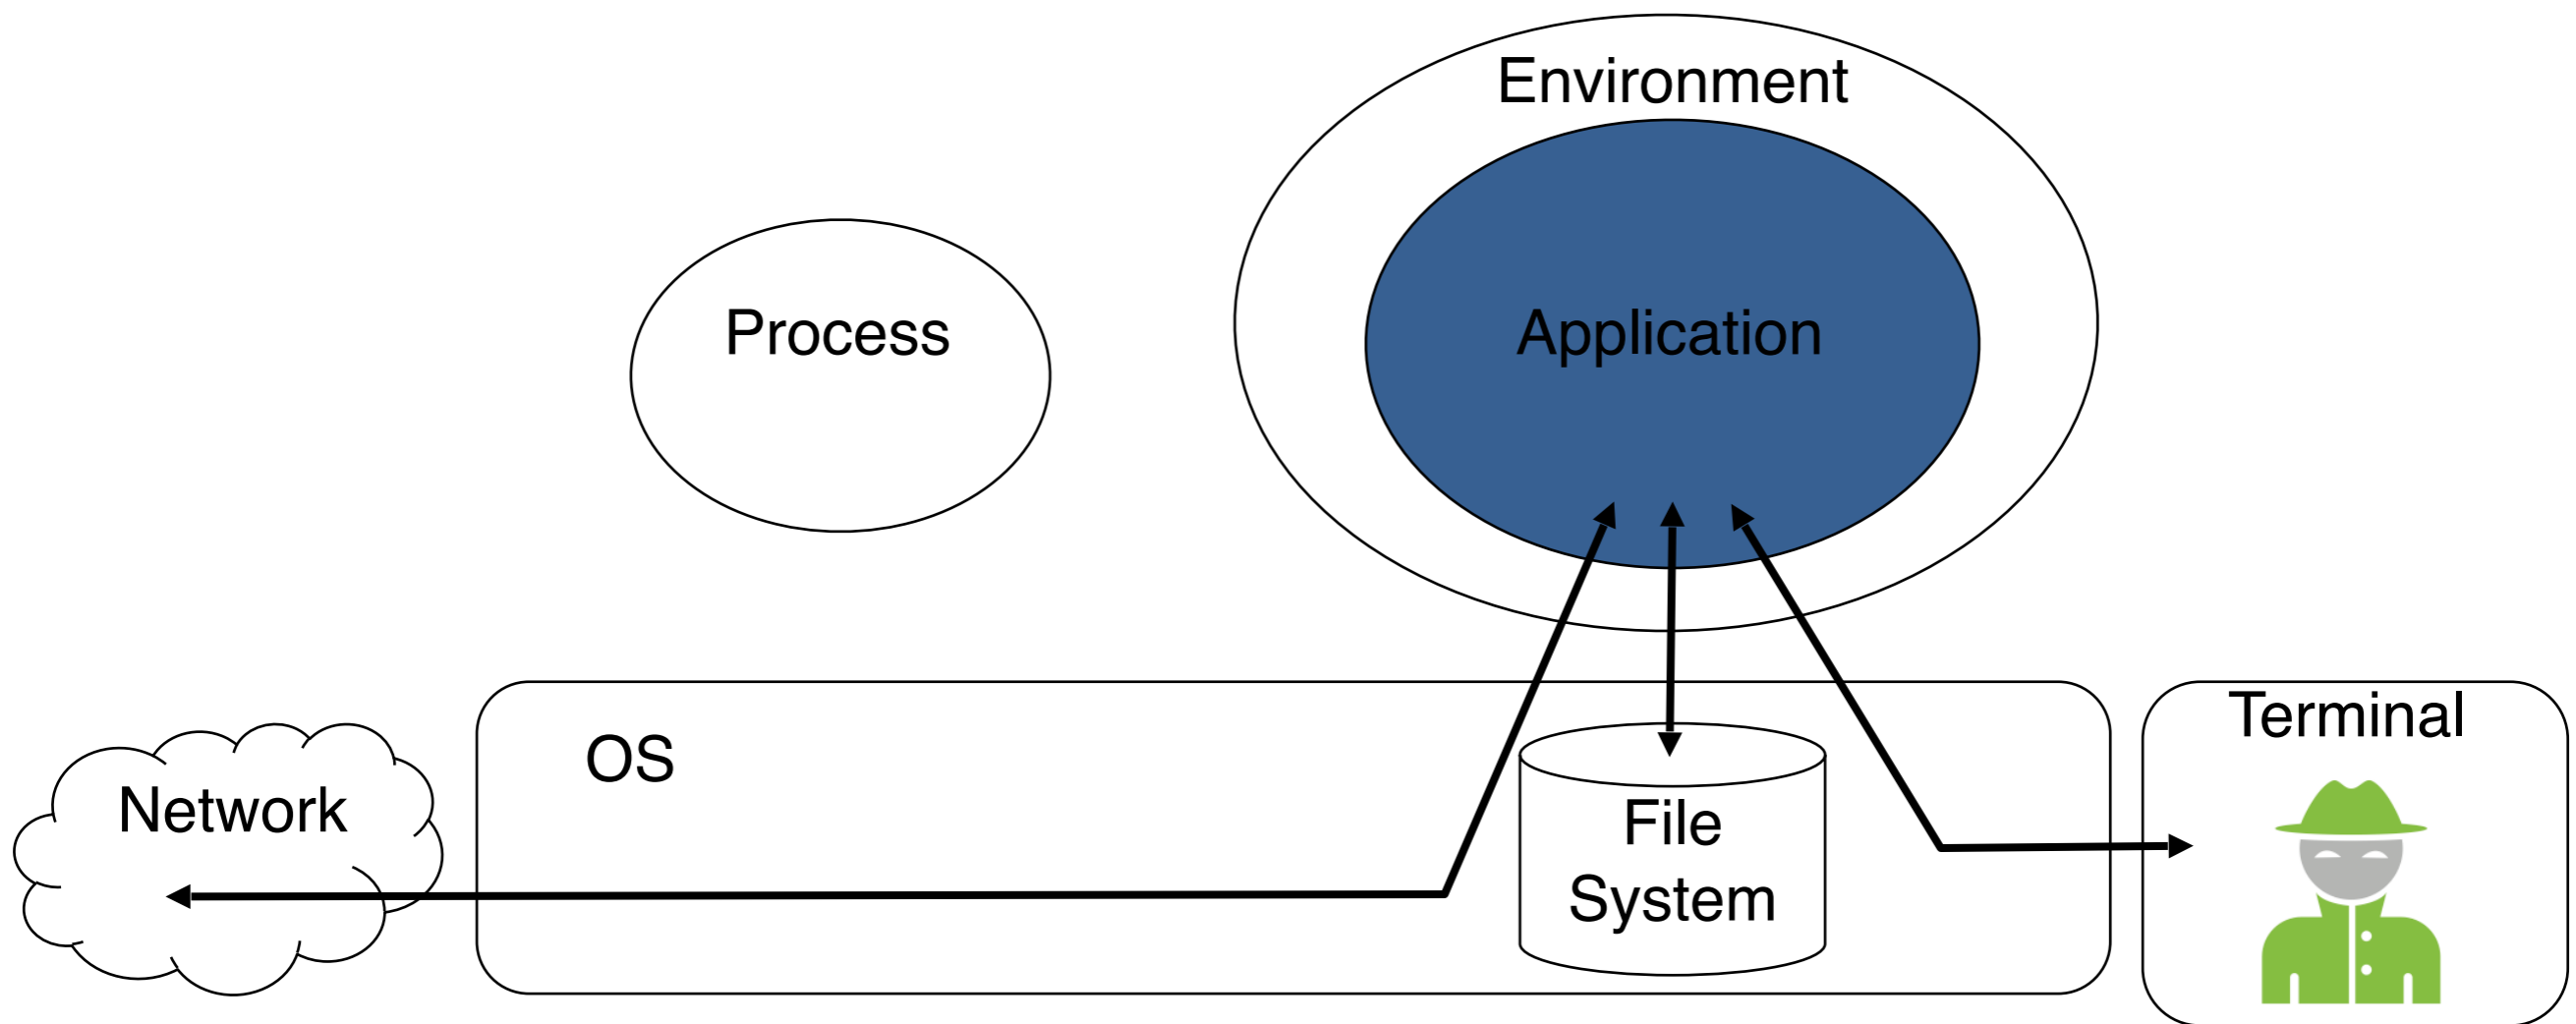 Environment
Process
Application
OS
Network
File
System
Terminal